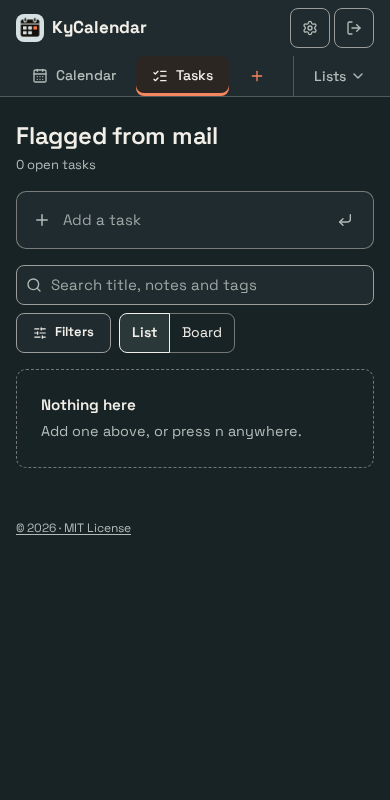 KyCalendar
Calendar
Tasks
Lists
Flagged from mail
0 open tasks
Add a task
Search title, notes and tags
Filters
List
Board
Nothing here
Add one above, or press n anywhere.
© 2026 · MIT License